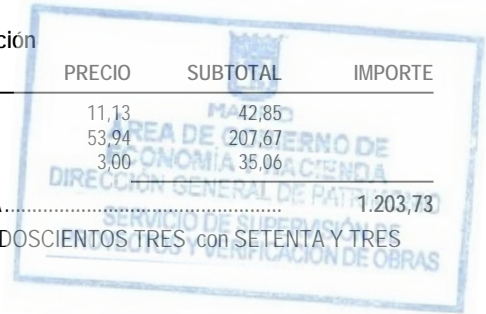 ción
PRECIO SUBTOTAL IMPORTE
11,13 42,85
53,94 207,67
3,00 35,06
1.203,73
DOSCIENTOS TRES con SETENTA Y TRES
MADRID
ÁREA DE GOBIERNO DE
ECONOMÍA Y HACIENDA
DIRECCIÓN GENERAL DE PATRIMONIO
SERVICIO DE SUPERVISIÓN DE
PROYECTOS Y VERIFICACIÓN DE OBRAS